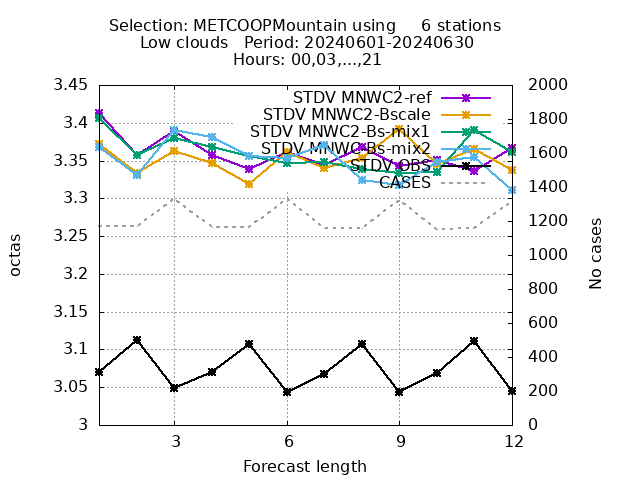 Selection: METCOOPMountain using 6 stations
Low clouds Period: 20240601-20240630
Hours: 00,03,...,21
STDV MNWC2-ref
STDV MNWC2-Bscale
STDV MNWC2-Bs-mix1
STDV MNWC2-Bs-mix2
STDV OBS
CASES
3.45
3.4
3.35
3.3
3.25
3.2
3.15
3.1
3.05
3
octas
2000
1800
1600
1400
1200
1000
800
600
400
200
0
No cases
3 6 9 12
Forecast length